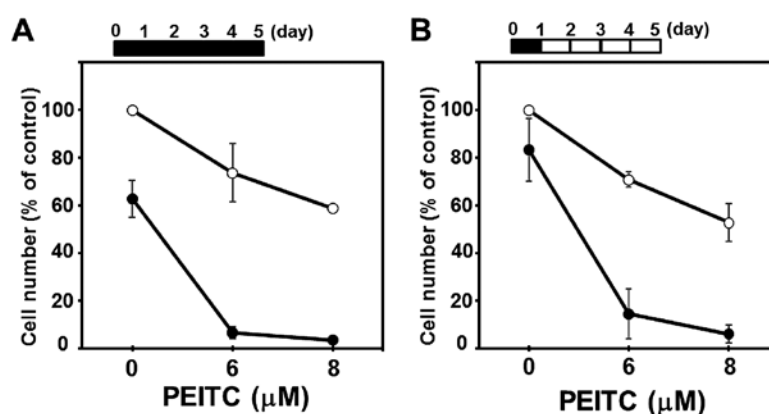 A
0 1 2 3 4 5 (day)
Cell number (% of control)
100
80
60
40
20
0
0 6 8
PEITC (μM)
B
0 1 2 3 4 5 (day)
Cell number (% of control)
100
80
60
40
20
0
0 6 8
PEITC (μM)